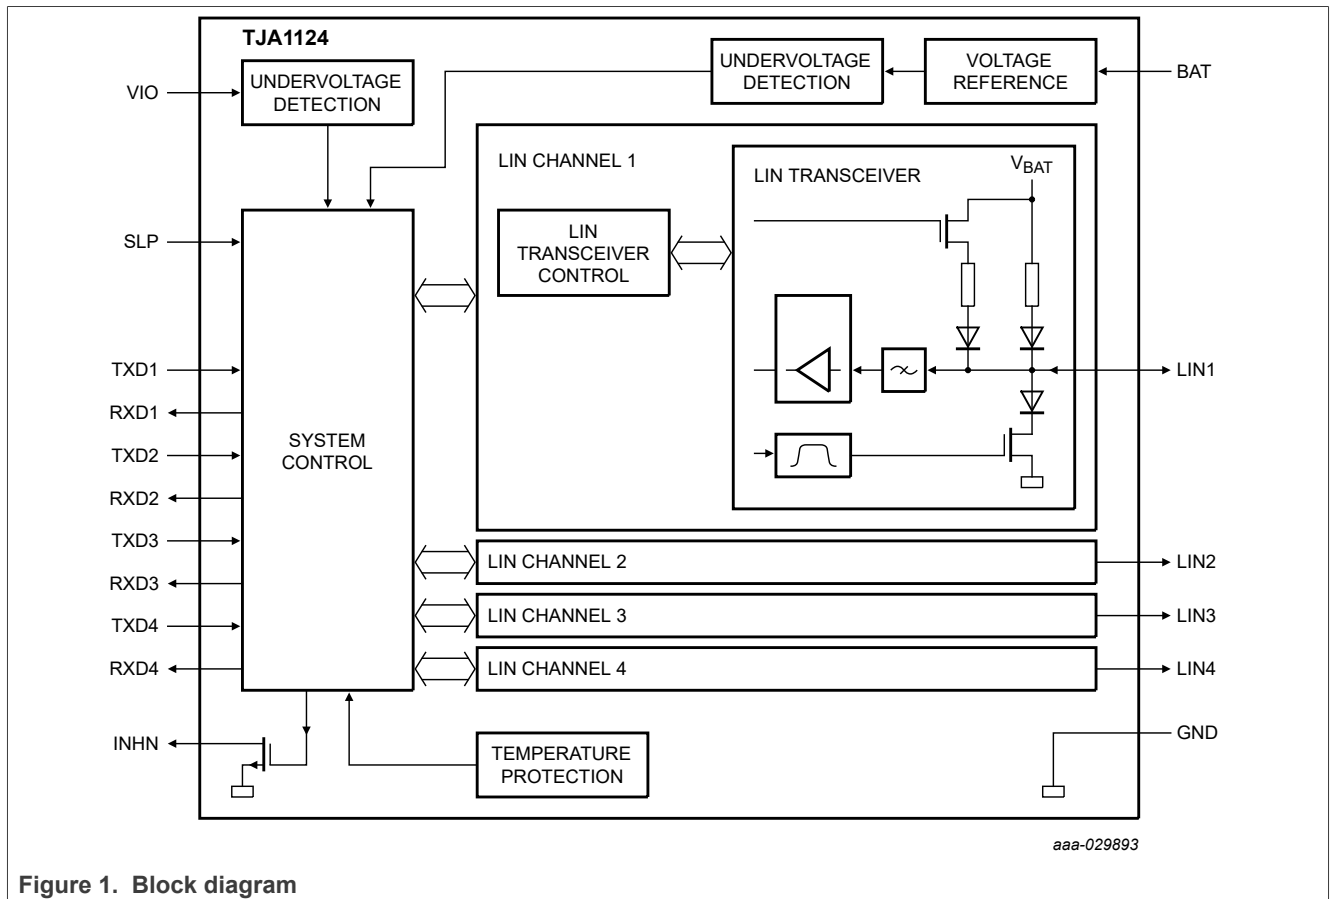 TJA1124
VIO
UNDERVOLTAGE
DETECTION
UNDERVOLTAGE
DETECTION
VOLTAGE
REFERENCE
BAT
SLP
TXD1
RXD1
TXD2
RXD2
TXD3
RXD3
TXD4
RXD4
INHN
SYSTEM
CONTROL
LIN CHANNEL 1
LIN
TRANSCEIVER
CONTROL
LIN TRANSCEIVER
VBAT
LIN1
LIN CHANNEL 2
LIN2
LIN CHANNEL 3
LIN3
LIN CHANNEL 4
LIN4
TEMPERATURE
PROTECTION
GND
aaa-029893
Figure 1. Block diagram